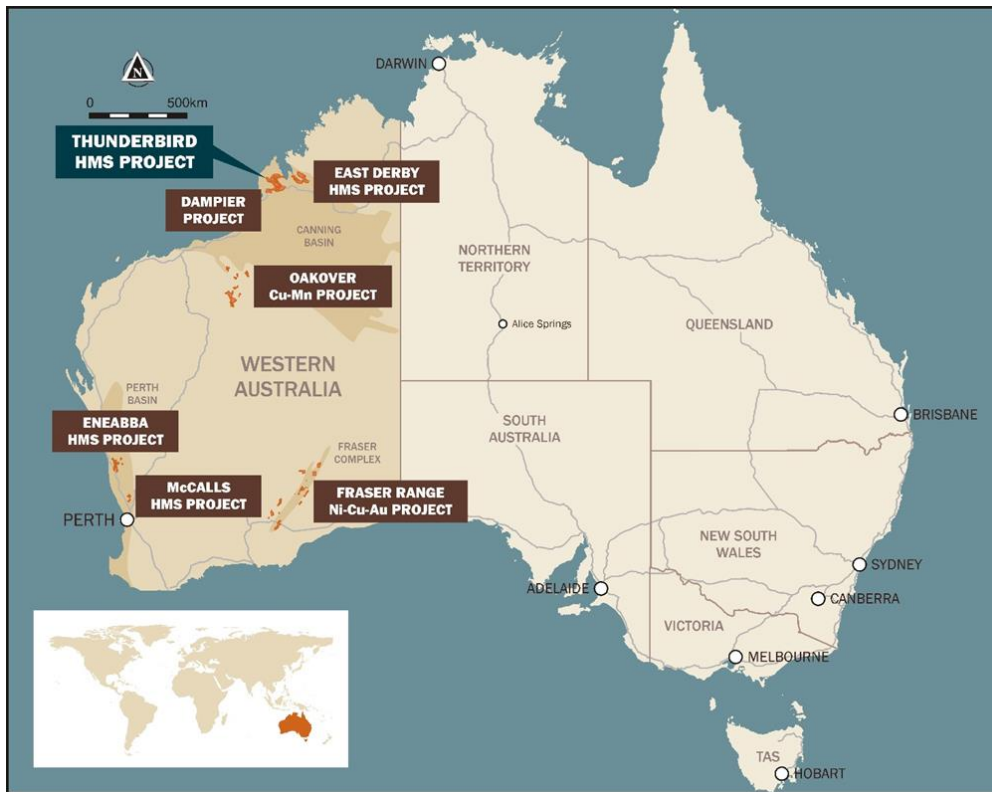 DARWIN
N
0 500km
THUNDERBIRD
HMS PROJECT
EAST DERBY
HMS PROJECT
DAMPIER
PROJECT
CANNING
BASIN
NORTHERN
TERRITORY
OAKOVER
Cu-Mn PROJECT
Alice Springs
QUEENSLAND
WESTERN
AUSTRALIA
PERTH
BASIN
SOUTH
AUSTRALIA
BRISBANE
ENEABBA
HMS PROJECT
FRASER
COMPLEX
McCALLS
HMS PROJECT
FRASER RANGE
Ni-Cu-Au PROJECT
PERTH
NEW SOUTH
WALES
SYDNEY
ADELAIDE
CANBERRA
VICTORIA
MELBOURNE
TAS
HOBART